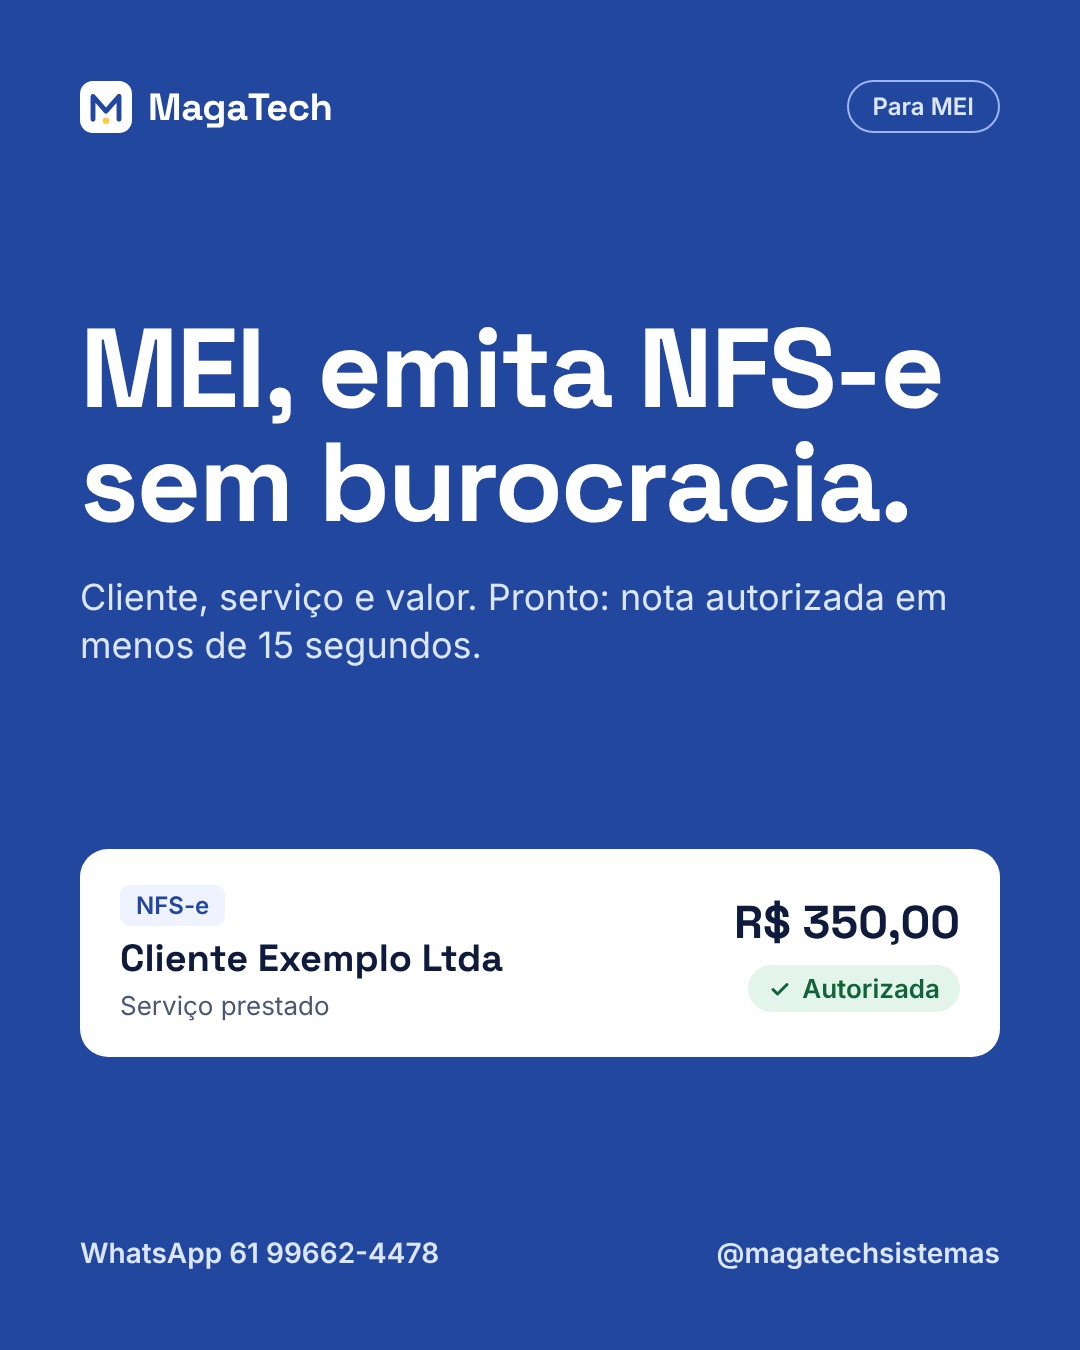 MagaTech
Para MEI
MEI, emita NFS-e
sem burocracia.
Cliente, serviço e valor. Pronto: nota autorizada em
menos de 15 segundos.
NFS-e
Cliente Exemplo Ltda
Serviço prestado
R$ 350,00
Autorizada
WhatsApp 61 99662-4478
@magatechsistemas